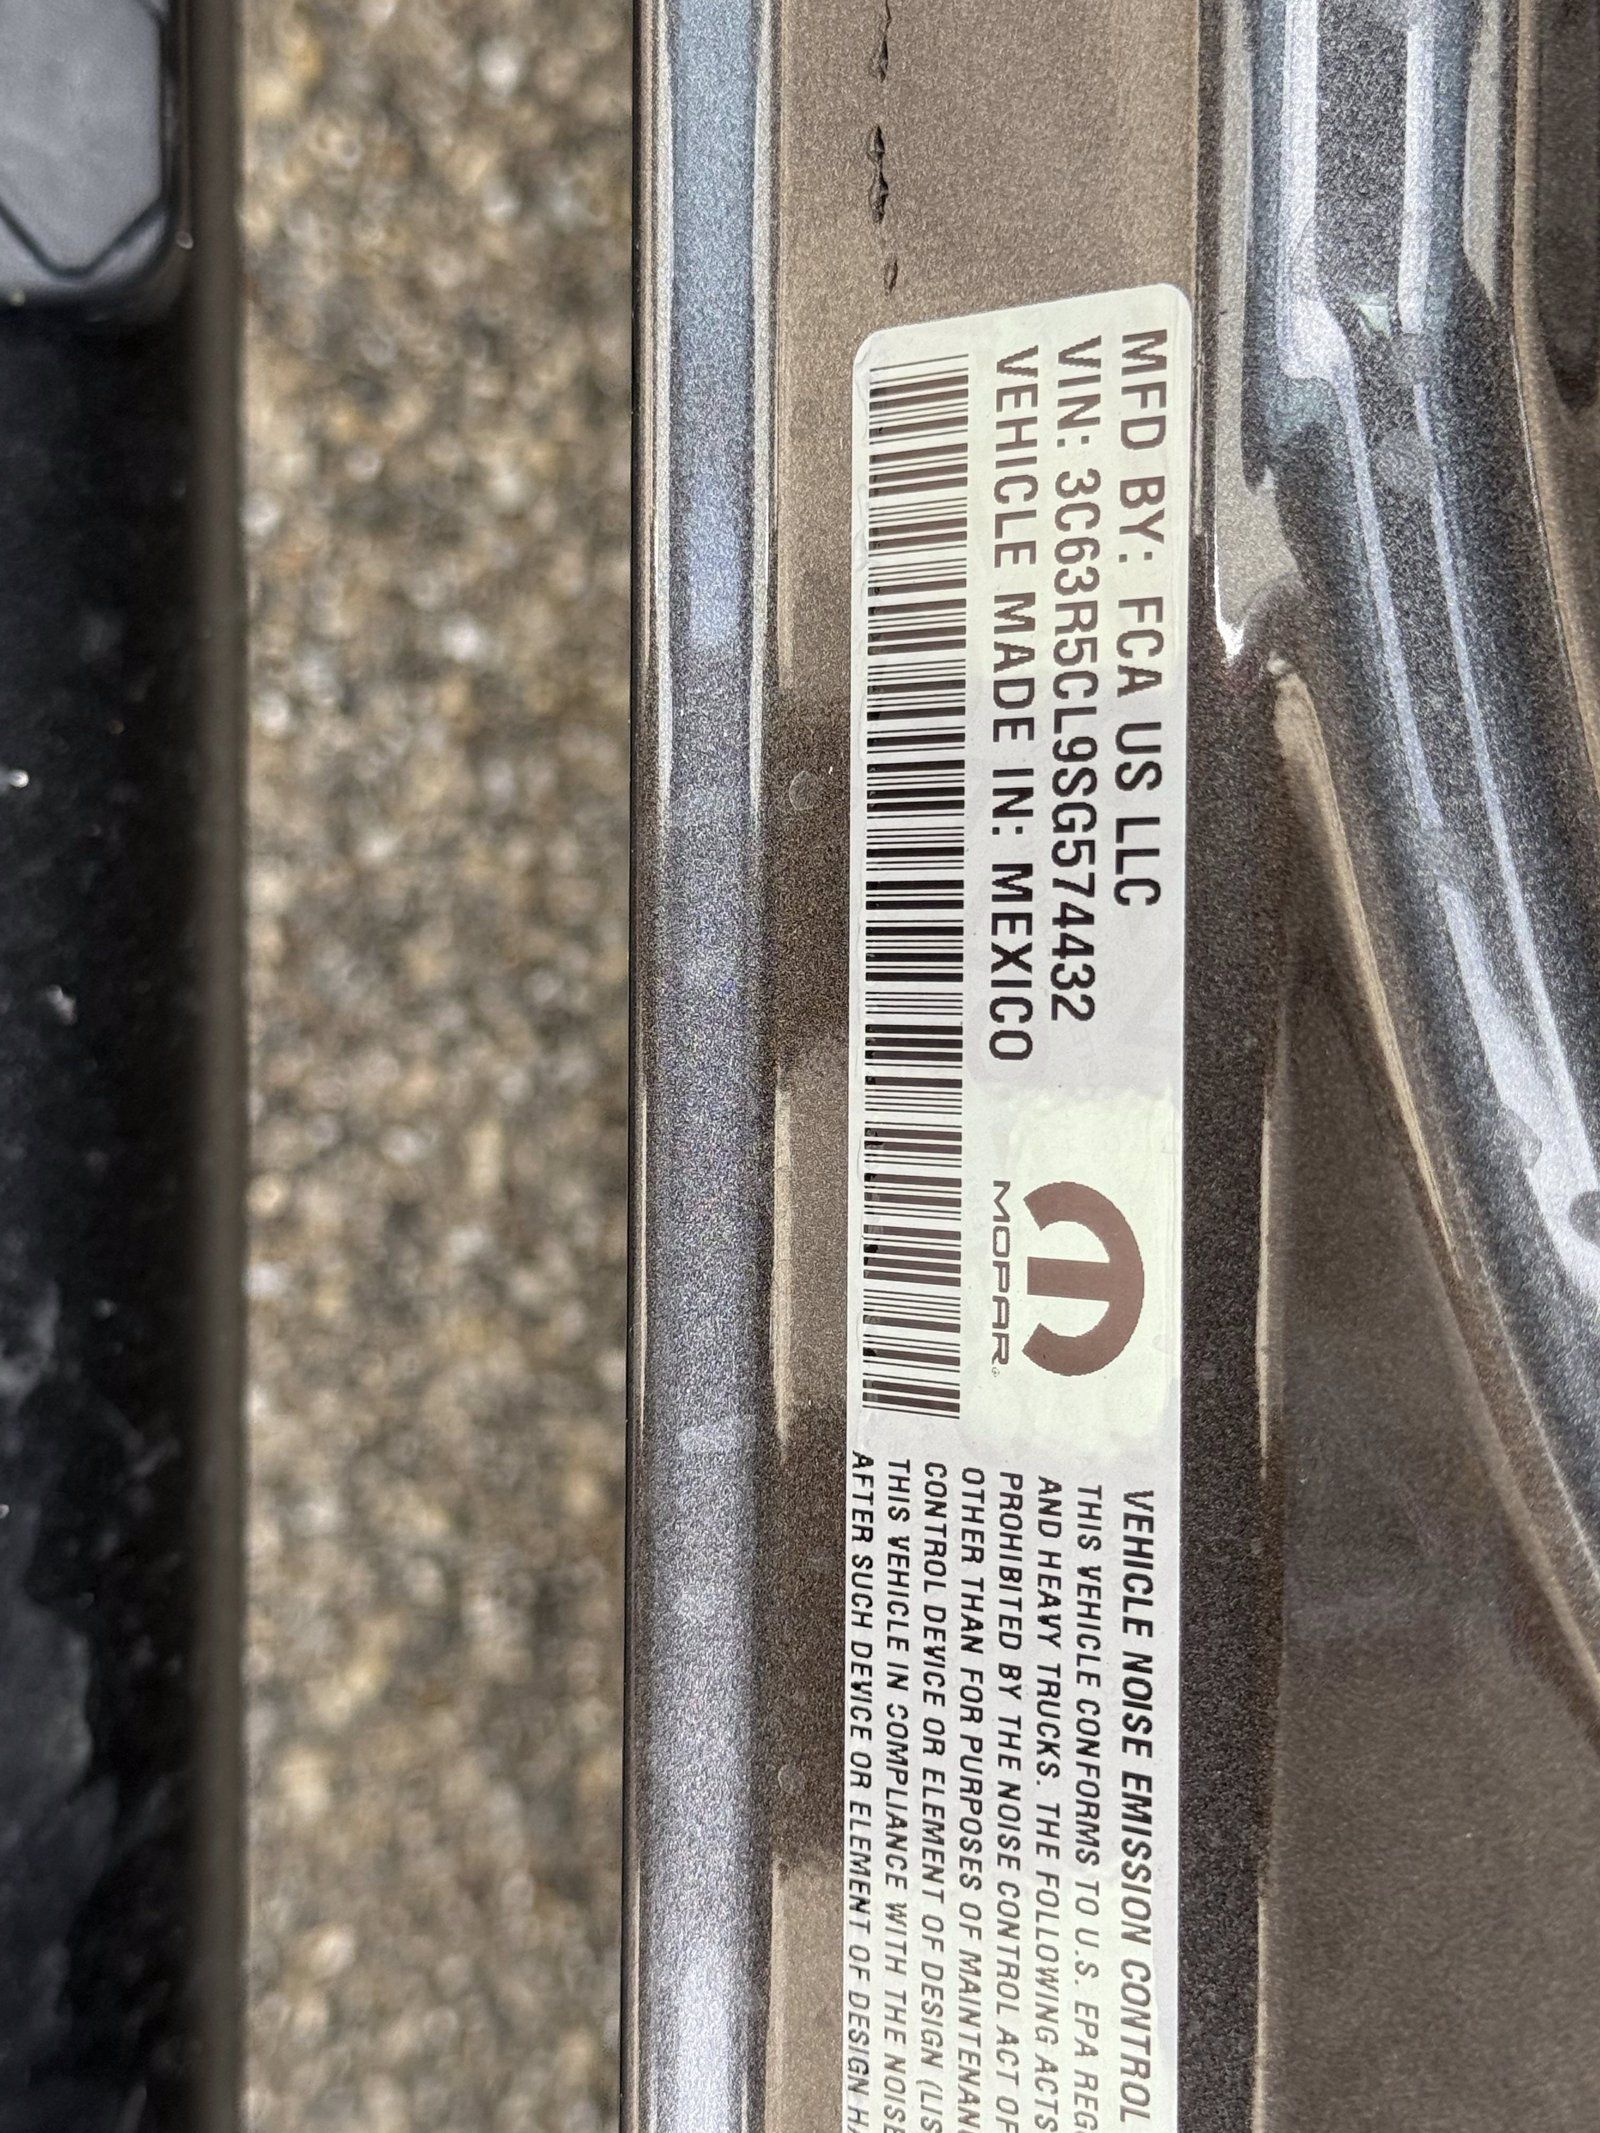 MFD BY: FCA US LLC
VIN: 3C63R5CL9SG574432
VEHICLE MADE IN: MEXICO
MOPAR
VEHICLE NOISE EMISSION CONTROL
THIS VEHICLE CONFORMS TO U.S. EPA REG
AND HEAVY TRUCKS. THE FOLLOWING ACTS
PROHIBITED BY THE NOISE CONTROL ACT OF
OTHER THAN FOR PURPOSES OF MAINTENAN
CONTROL DEVICE OR ELEMENT OF DESIGN (LIS
THIS VEHICLE IN COMPLIANCE WITH THE NOISE
AFTER SUCH DEVICE OR ELEMENT OF DESIGN HA